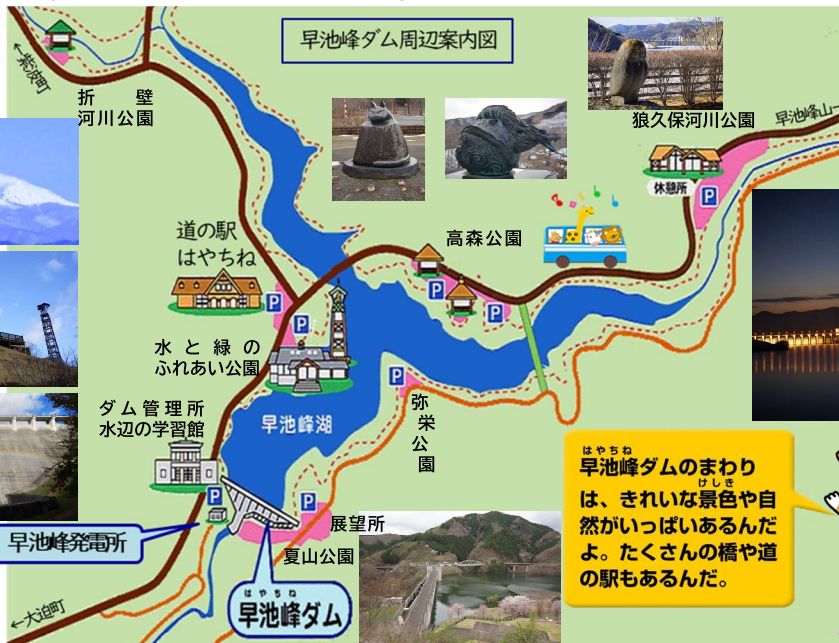 早池峰ダム周辺案内図
←紫波町
折壁
河川公園
狼久保河川公園
早池峰山→
休憩所
P
高森公園
道の駅
はやちね
P
P
P
P
水と緑の
ふれあい公園
P
弥栄公園
ダム管理所
水辺の学習館
早池峰湖
P
P
展望所
夏山公園
早池峰発電所
はやちね
早池峰ダム
←大迫町
はやちね
早池峰ダムのまわり
けしき
は、きれいな景色や自
然がいっぱいあるんだ
よ。たくさんの橋や道
の駅もあるんだ。